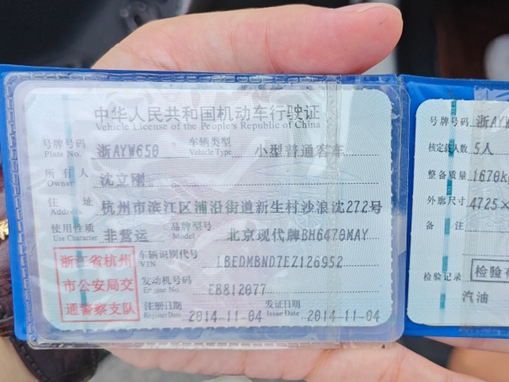 中华人民共和国机动车行驶证
Vehicle License of the People's Republic of China
号牌号码 浙AYW650 车辆类型 小型普通客车
Plate No. Vehicle Type
所有人 沈立刚
Owner
住址 杭州市滨江区浦沿街道新生村沙浪沈272号
Address
使用性质 非营运 品牌型号 北京现代牌BH6470MAY
Use Character Model
浙江省杭州
市公安局交
通警察支队
车辆识别代号 LBEDMBND7EZ126952
VIN
发动机号码 EB812077
Engine No.
注册日期 2014-11-04 发证日期 2014-11-04
Register Date Issue Date
号牌号码 浙AYW
核定载人数 5人
整备质量 1670k
外廓尺寸 4725×
备注
检验记录 检验有
汽油